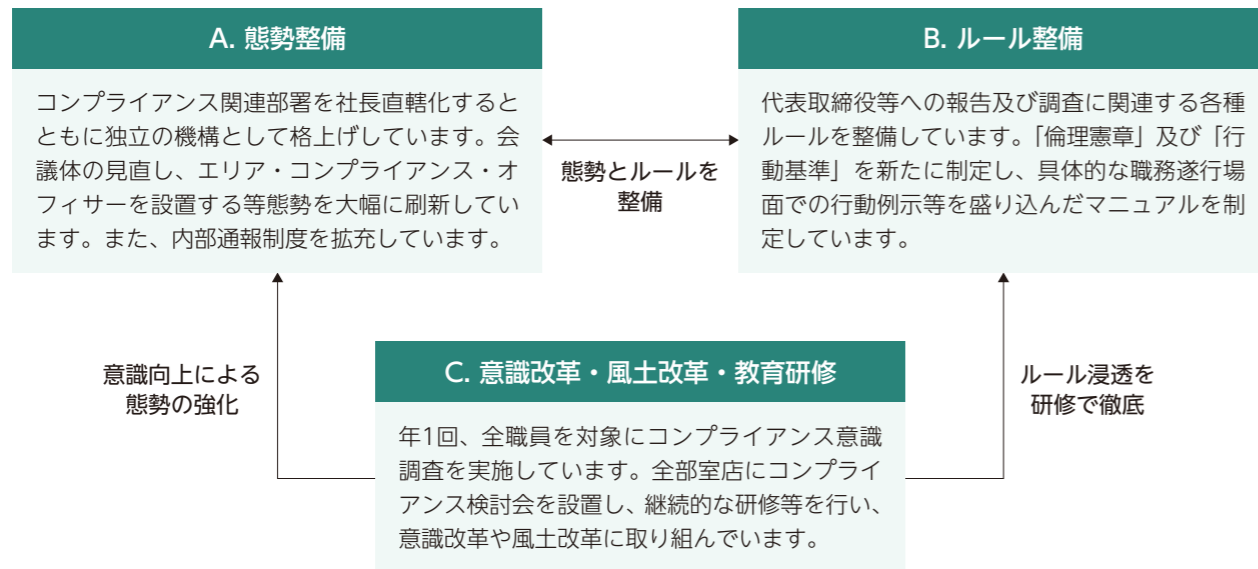 A. 態勢整備
コンプライアンス関連部署を社長直轄化すると
ともに独立の機構として格上げしています。会
議体の見直し、エリア・コンプライアンス・オ
フィサーを設置する等態勢を大幅に刷新してい
ます。また、内部通報制度を拡充しています。
態勢とルールを
整備
B. ルール整備
代表取締役等への報告及び調査に関連する各種
ルールを整備しています。「倫理憲章」及び「行
動基準」を新たに制定し、具体的な職務遂行場
面での行動例示等を盛り込んだマニュアルを制
定しています。
意識向上による
態勢の強化
C. 意識改革・風土改革・教育研修
年1回、全職員を対象にコンプライアンス意識
調査を実施しています。全部室店にコンプライ
アンス検討会を設置し、継続的な研修等を行い、
意識改革や風土改革に取り組んでいます。
ルール浸透を
研修で徹底